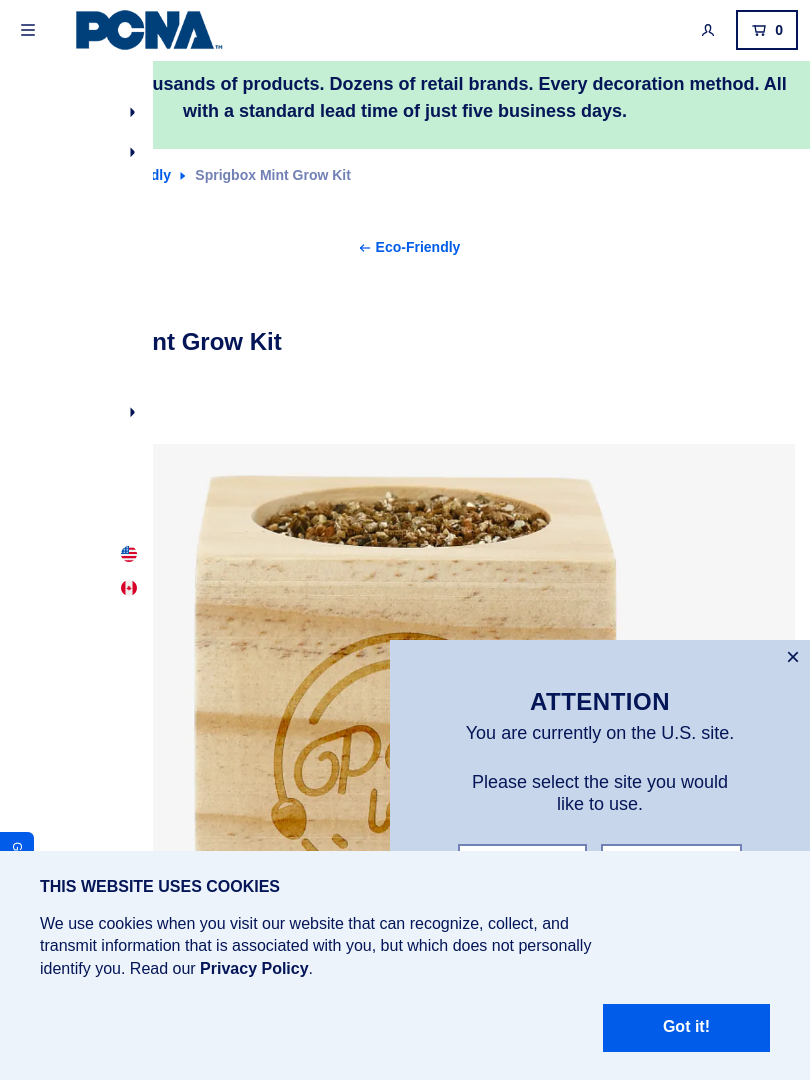 PCNA™
0
usands of products. Dozens of retail brands. Every decoration method. All
with a standard lead time of just five business days.
dly Sprigbox Mint Grow Kit
Eco-Friendly
nt Grow Kit
ATTENTION
You are currently on the U.S. site.
Please select the site you would
like to use.
G
THIS WEBSITE USES COOKIES
We use cookies when you visit our website that can recognize, collect, and
transmit information that is associated with you, but which does not personally
identify you. Read our Privacy Policy.
Got it!